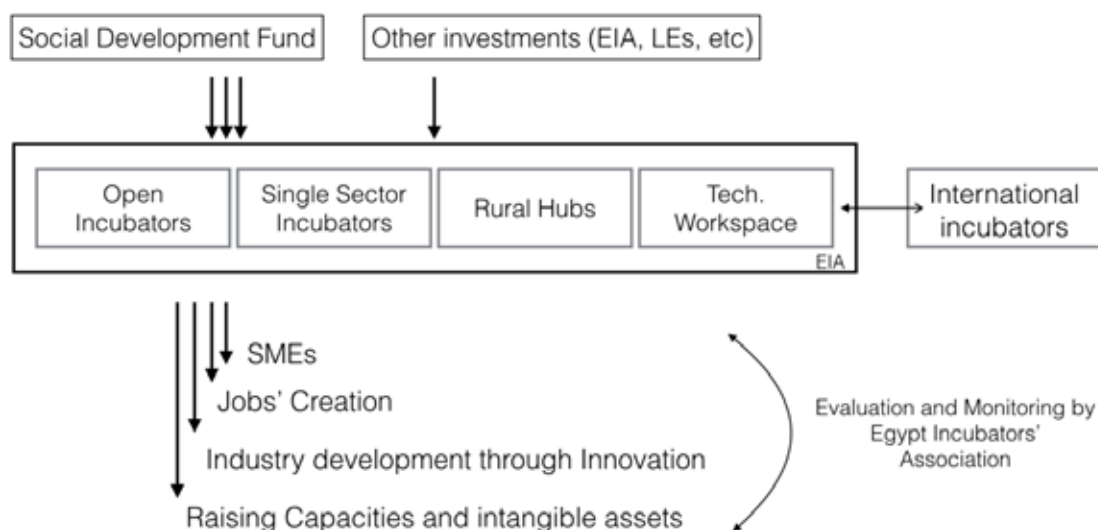 Social Development Fund
Other investments (EIA, LEs, etc)
Open
Incubators
Single Sector
Incubators
Rural Hubs
Tech.
Workspace
EIA
International
incubators
SMEs
Jobs' Creation
Industry development through Innovation
Raising Capacities and intangible assets
Evaluation and Monitoring by
Egypt Incubators'
Association